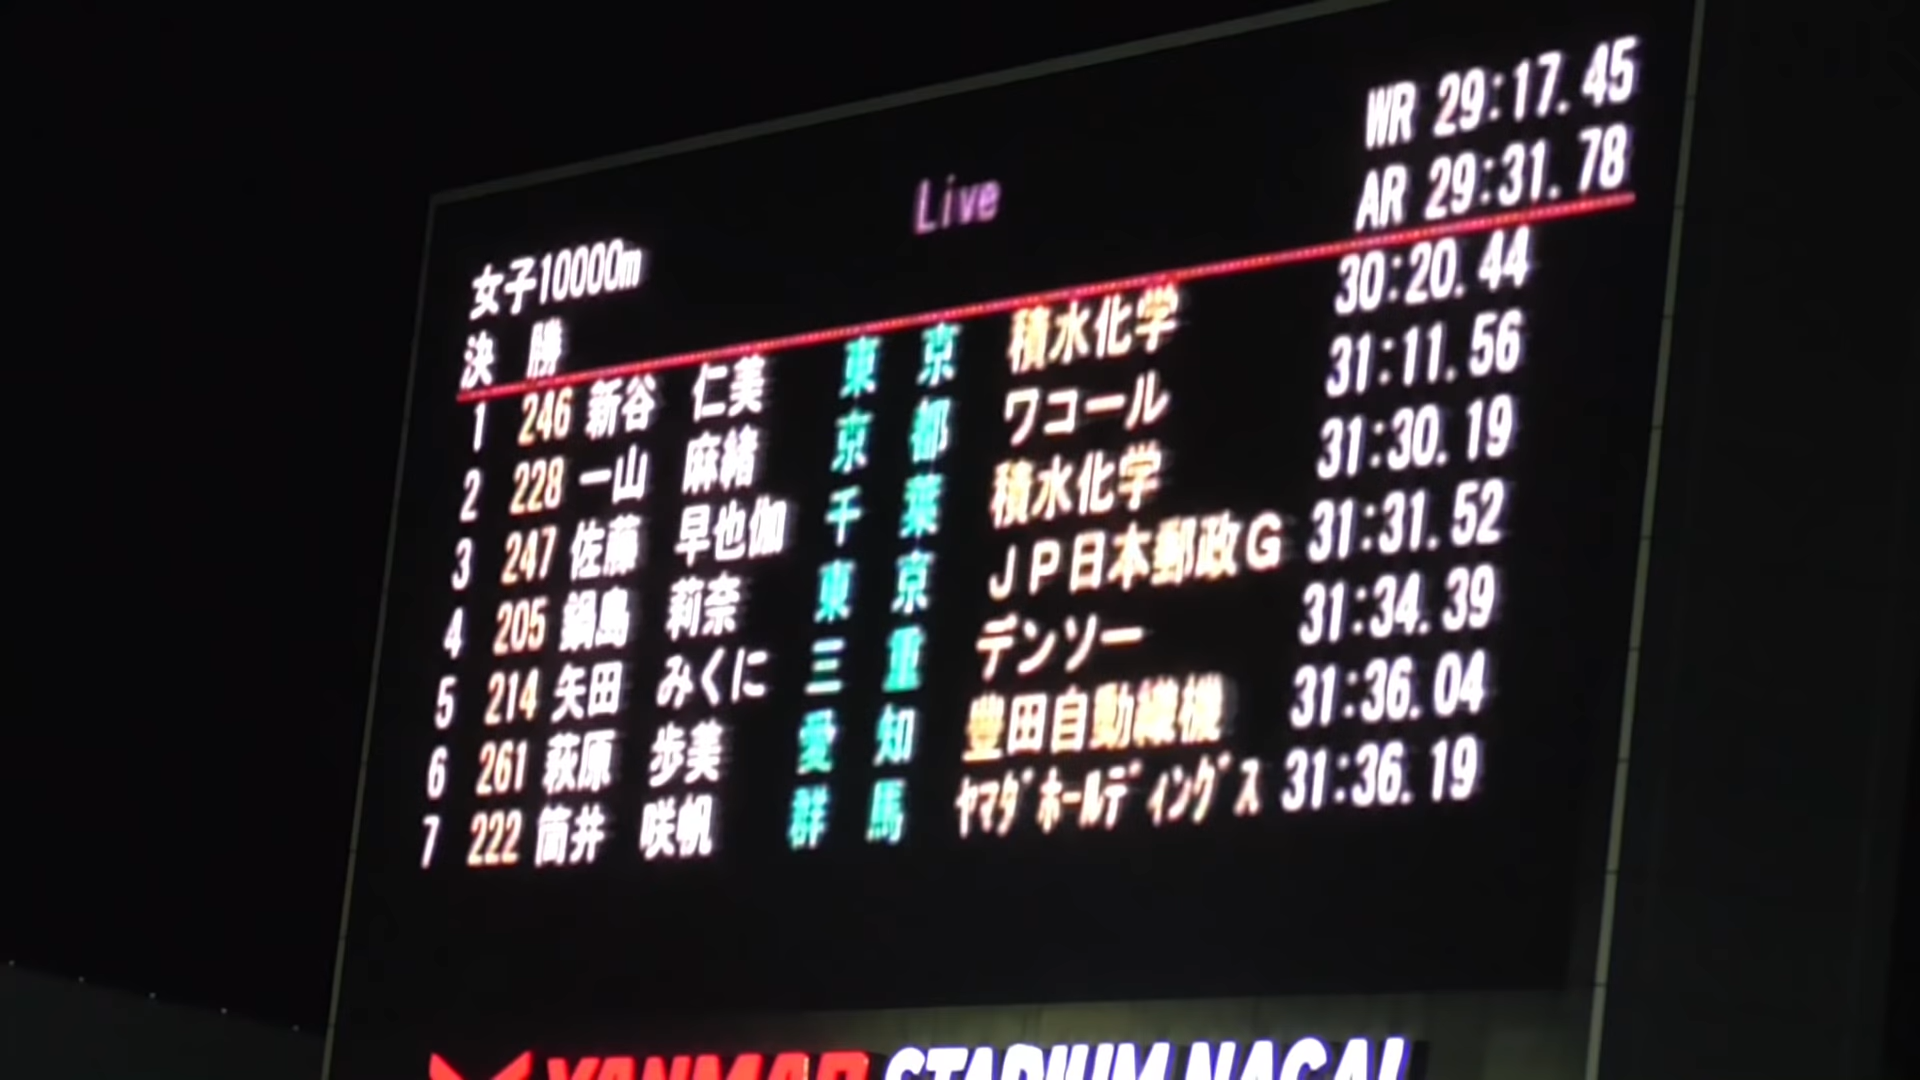 WR 29:17.45
Live AR 29:31.78
女子10000m
決 勝
1 246 新谷 仁美 東 京 積水化学 30:20.44
2 228 一山 麻緒 京 都 ワコール 31:11.56
3 247 佐藤 早也伽 千 葉 積水化学 31:30.19
4 205 鍋島 莉奈 東 京 JP日本郵政G 31:31.52
5 214 矢田 みくに 三 重 デンソー 31:34.39
6 261 萩原 歩美 愛 知 豊田自動織機 31:36.04
7 222 筒井 咲帆 群 馬 ﾔﾏﾀﾞﾎｰﾙﾃﾞｨﾝｸﾞｽ 31:36.19
YANMAR STADIUM NAGAI